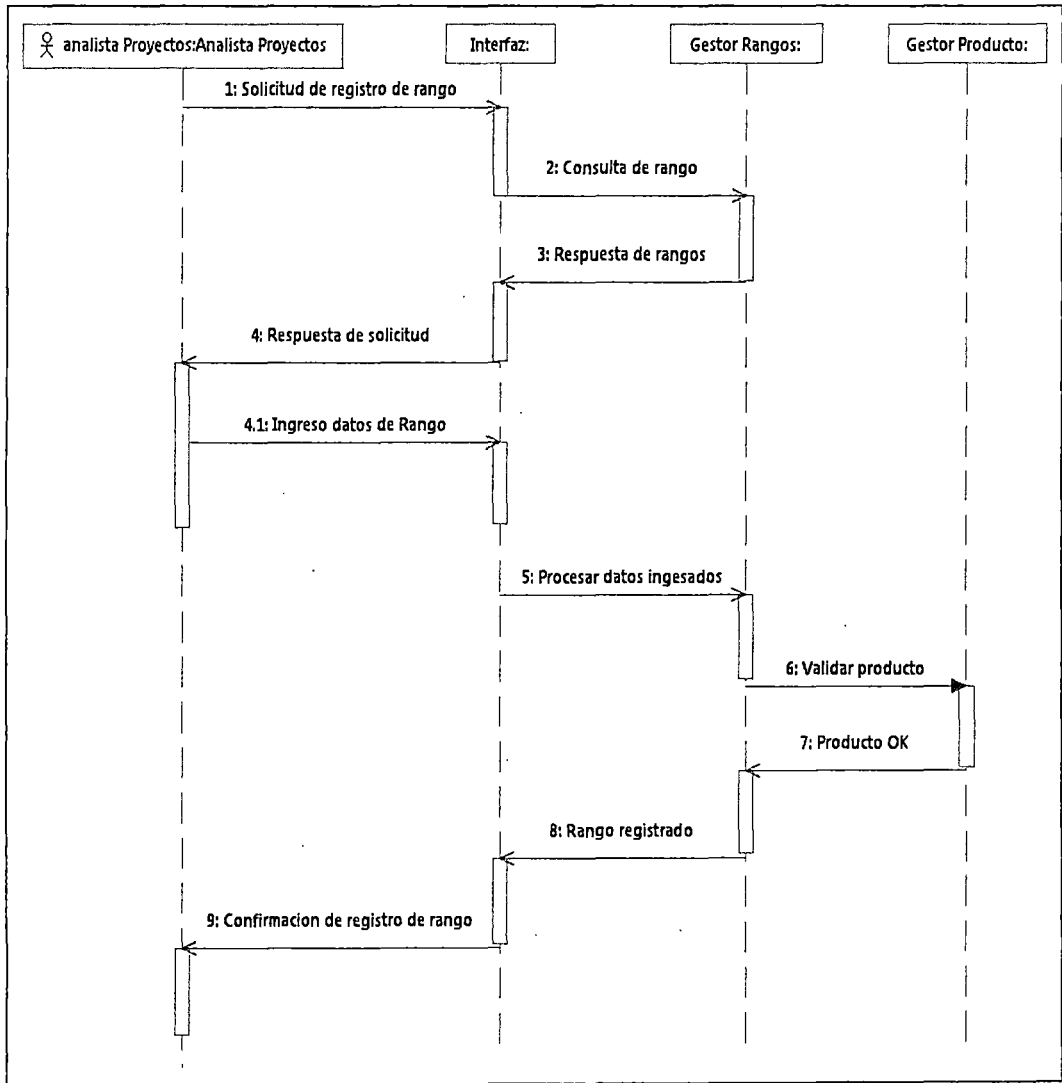 analista Proyectos:Analista Proyectos
Interfaz:
Gestor Rangos:
Gestor Producto:
1: Solicitud de registro de rango
2: Consulta de rango
3: Respuesta de rangos
4: Respuesta de solicitud
4.1: Ingreso datos de Rango
5: Procesar datos ingesados
6: Validar producto
7: Producto OK
8: Rango registrado
9: Confirmacion de registro de rango